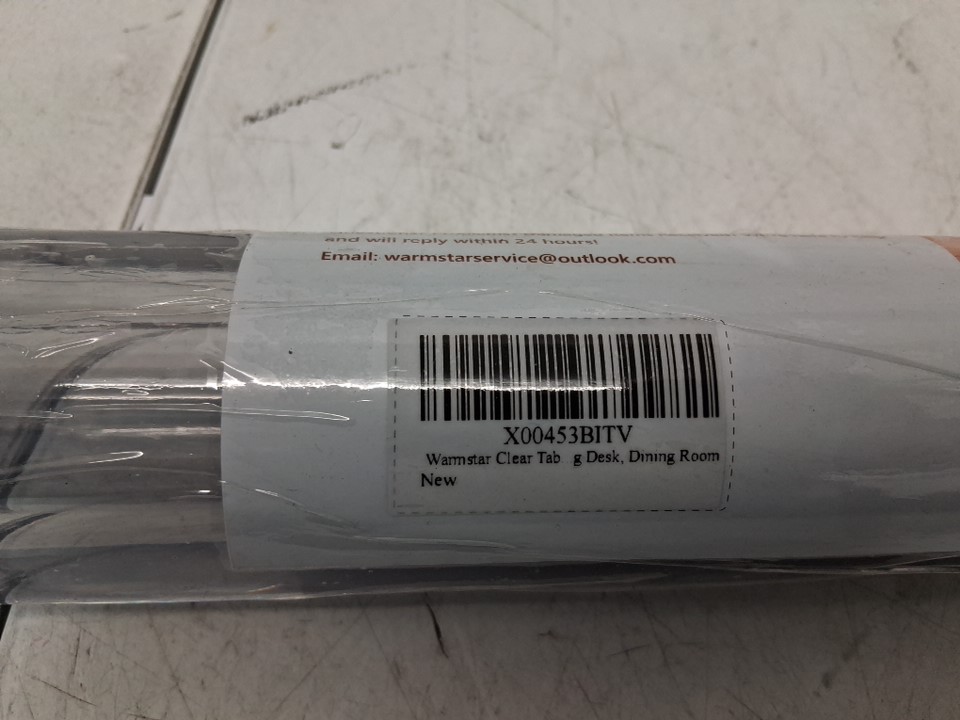 and will reply within 24 hours!
Email: warmstarservice@outlook.com
X00453BITV
Warmstar Clear Tab g Desk, Dining Room
New